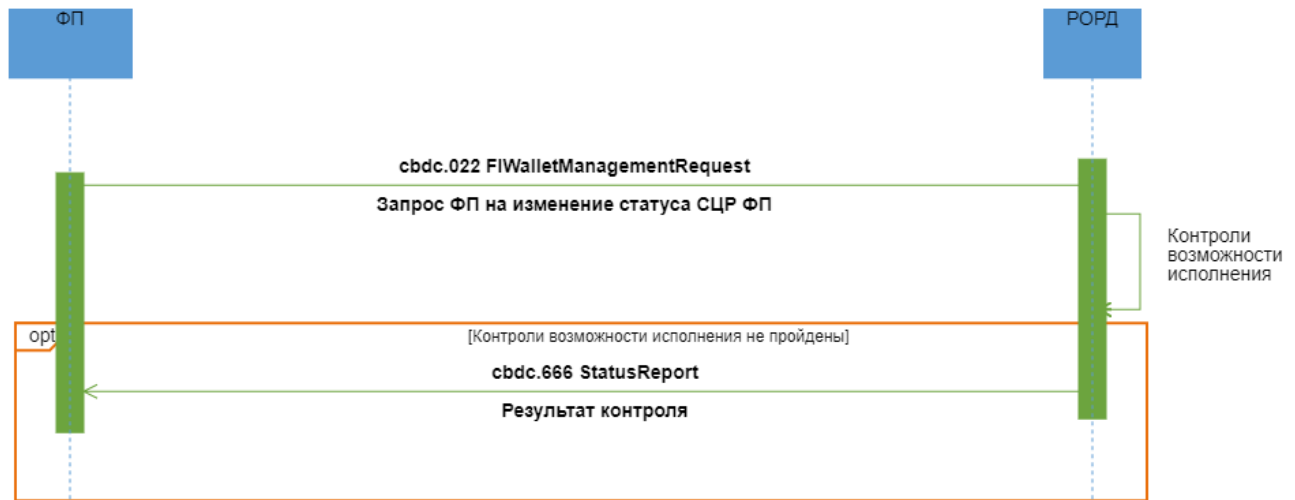 ФП
РОРД
cbdc.022 FIWalletManagementRequest
Запрос ФП на изменение статуса СЦР ФП
Контроли
возможности
исполнения
opt
[Контроли возможности исполнения не пройдены]
cbdc.666 StatusReport
Результат контроля